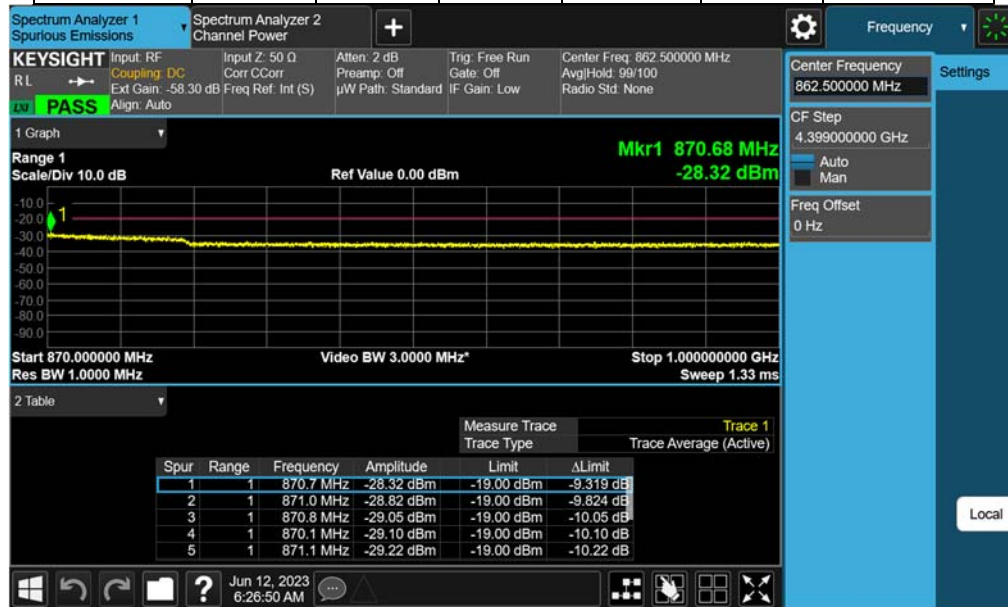 Spectrum Analyzer 1
Spurious Emissions
Spectrum Analyzer 2
Channel Power
+
Frequency
KEYSIGHT
RL
LXI
PASS
Input: RF
Coupling: DC
Ext Gain: -58.30 dB
Align: Auto
Input Z: 50 Ω
Corr CCorr
Freq Ref: Int (S)
Atten: 2 dB
Preamp: Off
µW Path: Standard
Trig: Free Run
Gate: Off
IF Gain: Low
Center Freq: 862.500000 MHz
Avg|Hold: 99/100
Radio Std: None
Center Frequency
862.500000 MHz
Settings
CF Step
4.399000000 GHz
Auto
Man
Freq Offset
0 Hz
1 Graph
Range 1
Scale/Div 10.0 dB
Ref Value 0.00 dBm
Mkr1 870.68 MHz
-28.32 dBm
1
-10.0
-20.0
-30.0
-40.0
-50.0
-60.0
-70.0
-80.0
-90.0
Start 870.000000 MHz
Video BW 3.0000 MHz*
Stop 1.000000000 GHz
Res BW 1.0000 MHz
Sweep 1.33 ms
2 Table
Measure Trace Trace 1
Trace Type Trace Average (Active)
Spur Range Frequency Amplitude Limit ΔLimit
1 1 870.7 MHz -28.32 dBm -19.00 dBm -9.319 dB
2 1 871.0 MHz -28.82 dBm -19.00 dBm -9.824 dB
3 1 870.8 MHz -29.05 dBm -19.00 dBm -10.05 dB
4 1 870.1 MHz -29.10 dBm -19.00 dBm -10.10 dB
5 1 871.1 MHz -29.22 dBm -19.00 dBm -10.22 dB
Local
?
Jun 12, 2023
6:26:50 AM